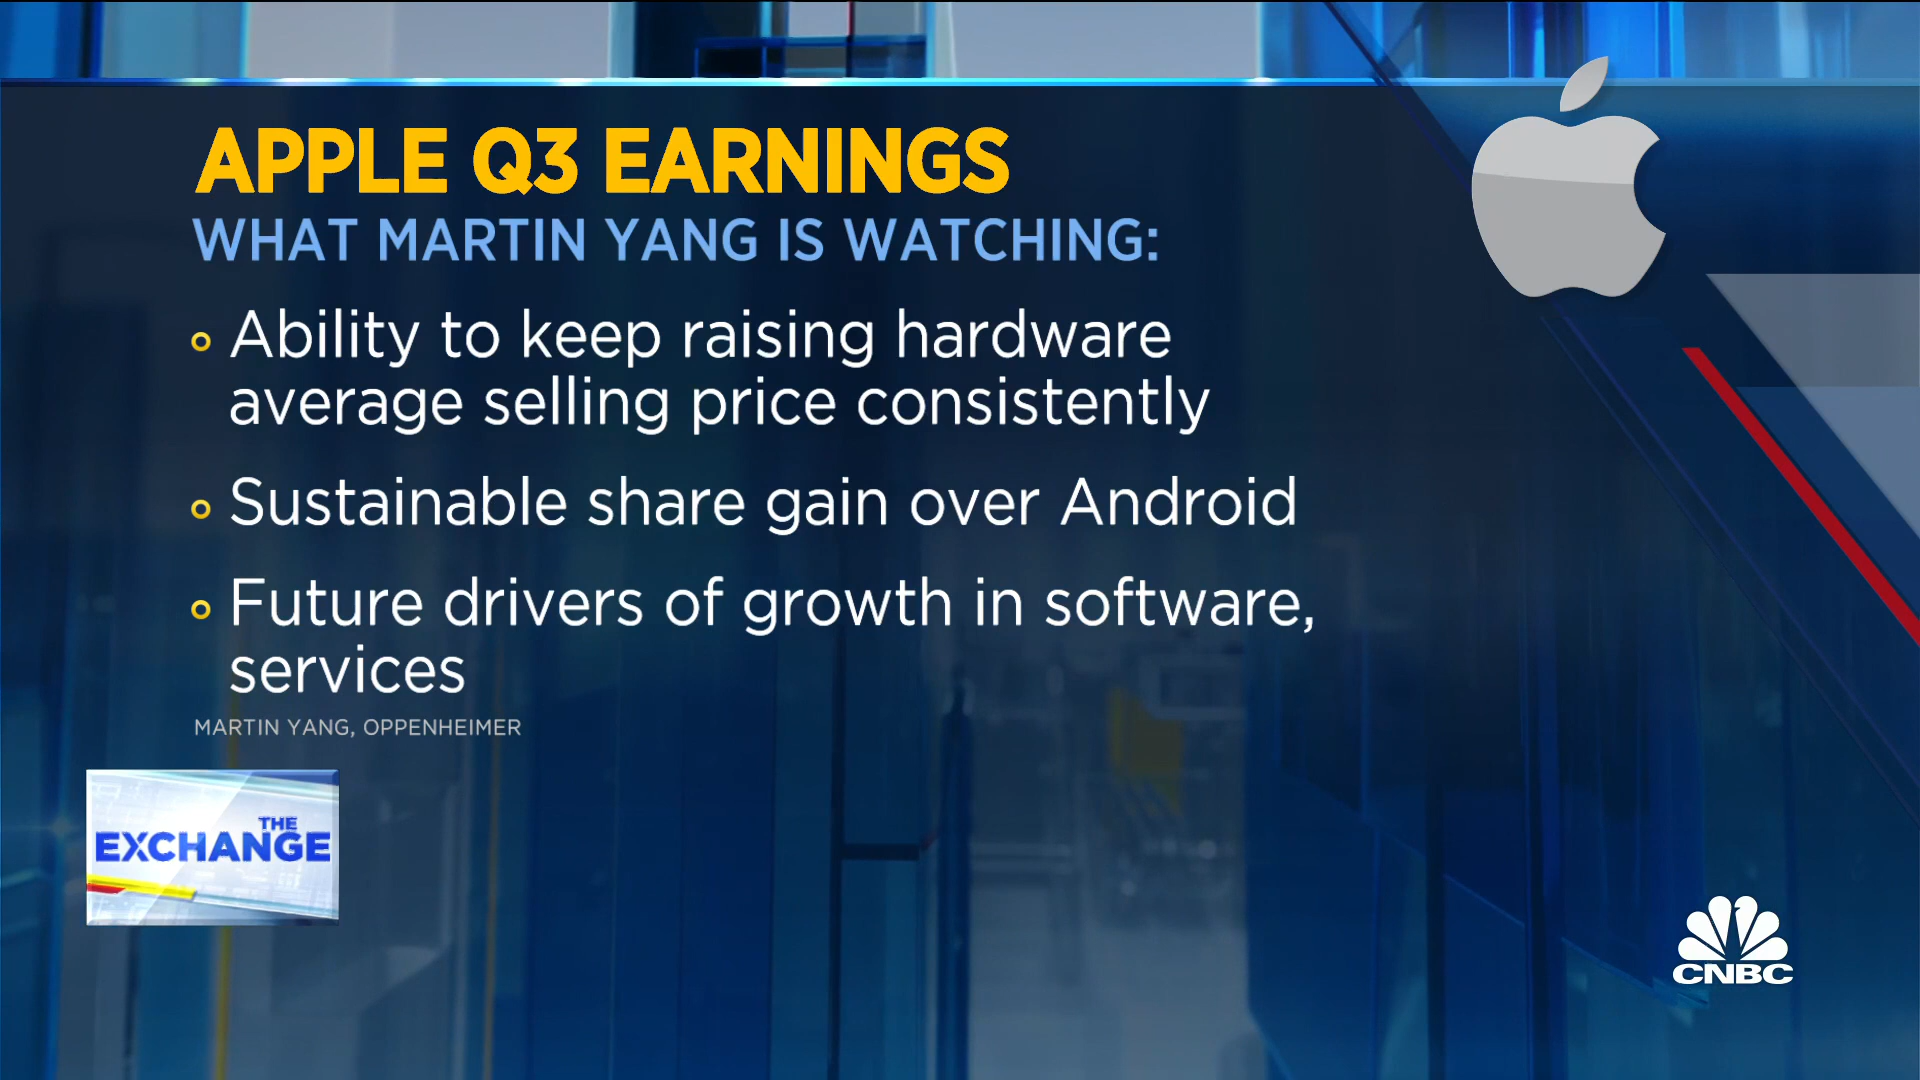 APPLE Q3 EARNINGS
WHAT MARTIN YANG IS WATCHING:
Ability to keep raising hardware
average selling price consistently
Sustainable share gain over Android
Future drivers of growth in software,
services
MARTIN YANG, OPPENHEIMER
THE
EXCHANGE
CNBC